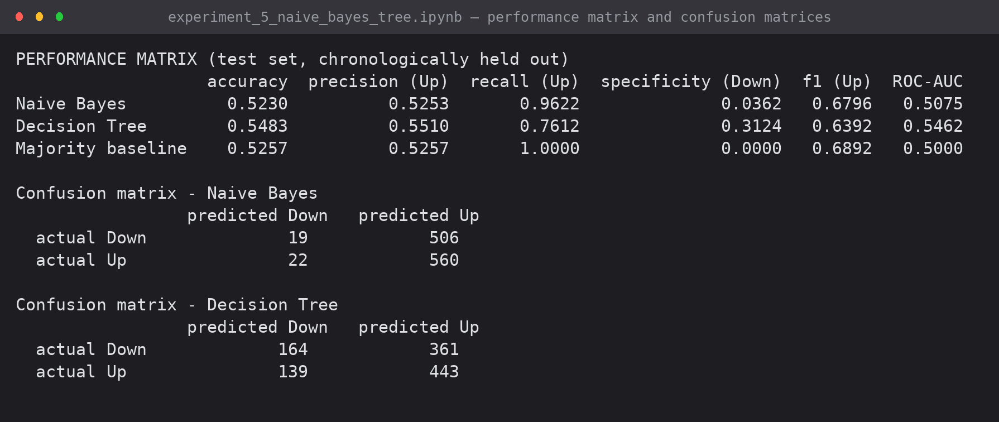 experiment_5_naive_bayes_tree.ipynb — performance matrix and confusion matrices
PERFORMANCE MATRIX (test set, chronologically held out)
accuracy precision (Up) recall (Up) specificity (Down) f1 (Up) ROC-AUC
Naive Bayes 0.5230 0.5253 0.9622 0.0362 0.6796 0.5075
Decision Tree 0.5483 0.5510 0.7612 0.3124 0.6392 0.5462
Majority baseline 0.5257 0.5257 1.0000 0.0000 0.6892 0.5000
Confusion matrix - Naive Bayes
predicted Down predicted Up
actual Down 19 506
actual Up 22 560
Confusion matrix - Decision Tree
predicted Down predicted Up
actual Down 164 361
actual Up 139 443